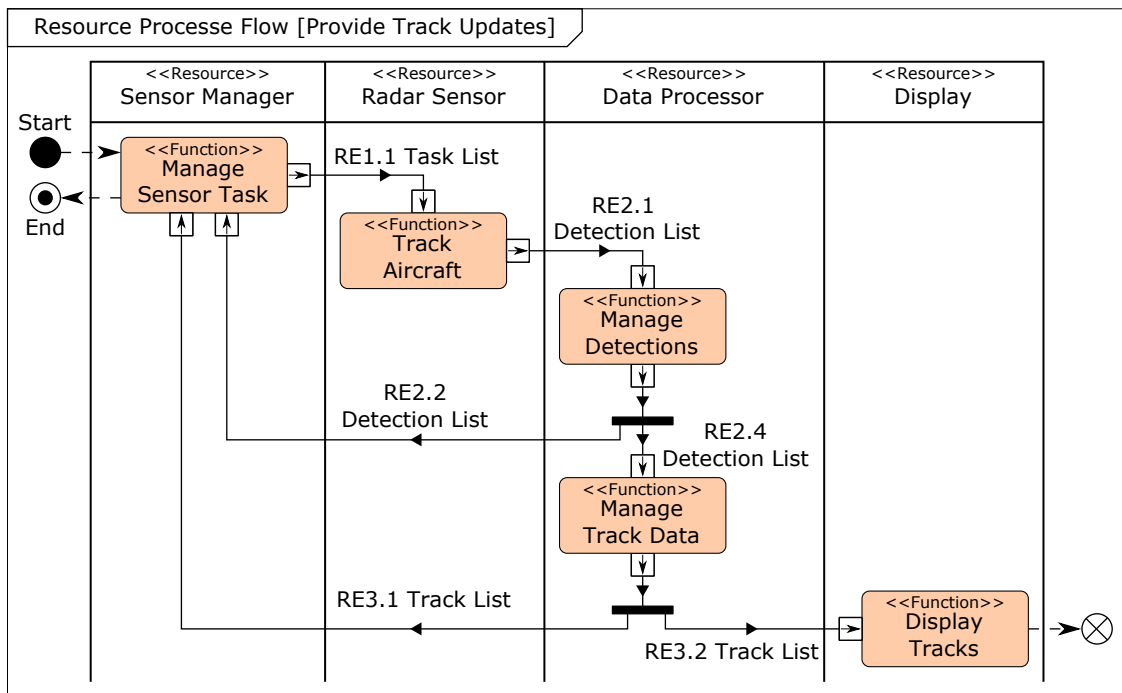 Resource Processe Flow [Provide Track Updates]
<<Resource>>
Sensor Manager
<<Resource>>
Radar Sensor
<<Resource>>
Data Processor
<<Resource>>
Display
Start
End
<<Function>>
Manage
Sensor Task
RE1.1 Task List
<<Function>>
Track
Aircraft
RE2.1
Detection List
<<Function>>
Manage
Detections
RE2.2
Detection List
RE2.4
Detection List
<<Function>>
Manage
Track Data
RE3.1 Track List
RE3.2 Track List
<<Function>>
Display
Tracks